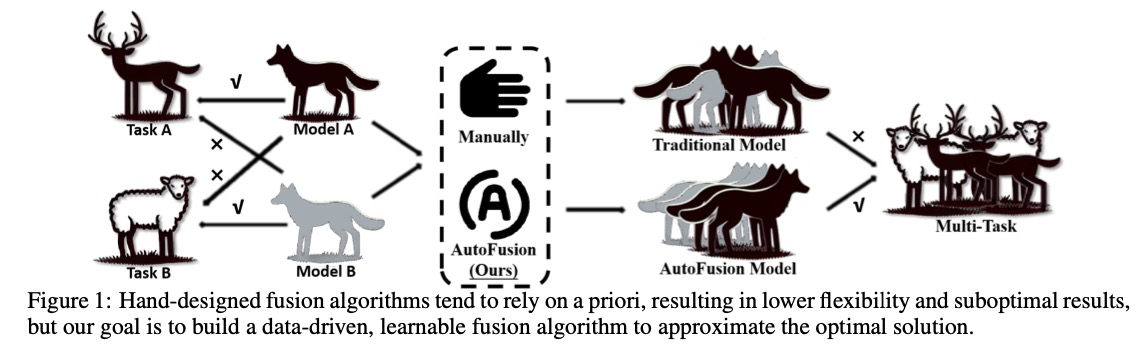 √
Task A
Model A
×
×
√
Task B
Model B
Manually
A
AutoFusion
(Ours)
Traditional Model
AutoFusion Model
×
√
Multi-Task
Figure 1: Hand-designed fusion algorithms tend to rely on a priori, resulting in lower flexibility and suboptimal results,
but our goal is to build a data-driven, learnable fusion algorithm to approximate the optimal solution.